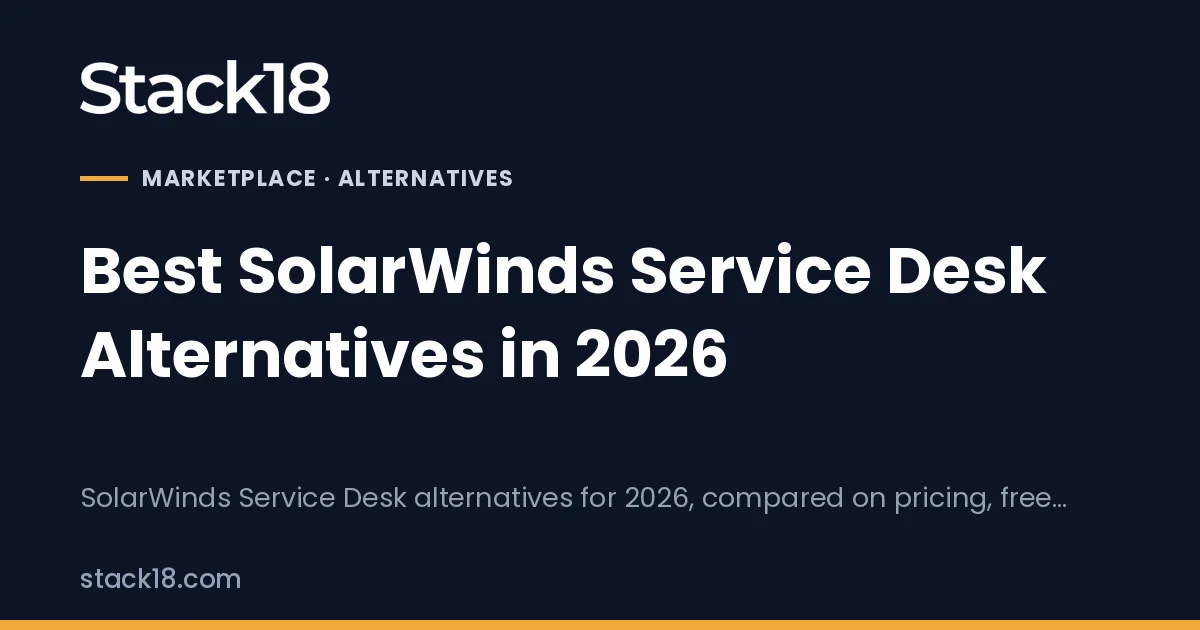 Stack18
MARKETPLACE · ALTERNATIVES
Best SolarWinds Service Desk
Alternatives in 2026
SolarWinds Service Desk alternatives for 2026, compared on pricing, free...
stack18.com